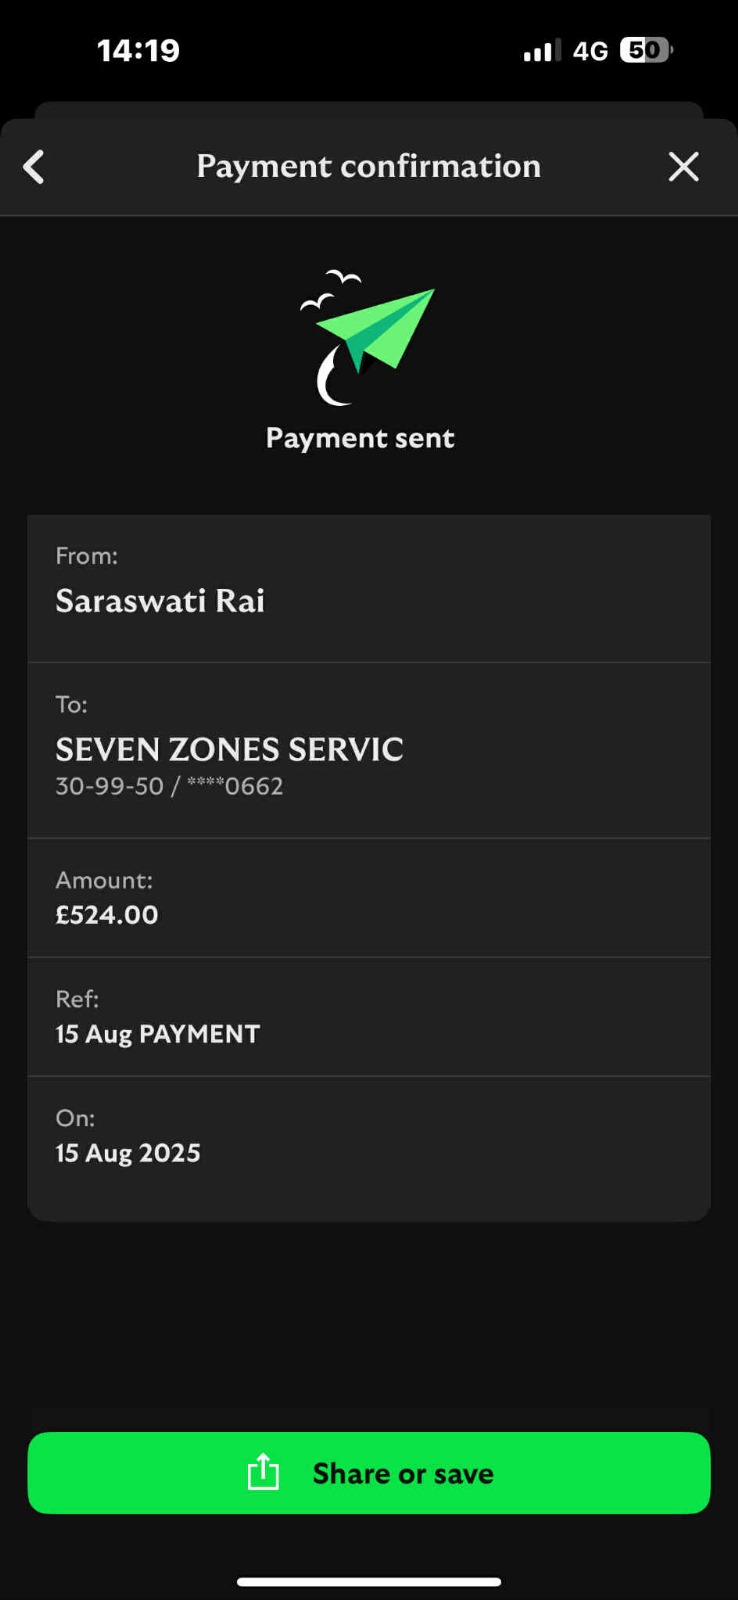 14:19
4G 50
Payment confirmation
Payment sent
From:
Saraswati Rai
To:
SEVEN ZONES SERVIC
30-99-50 / ****0662
Amount:
£524.00
Ref:
15 Aug PAYMENT
On:
15 Aug 2025
Share or save